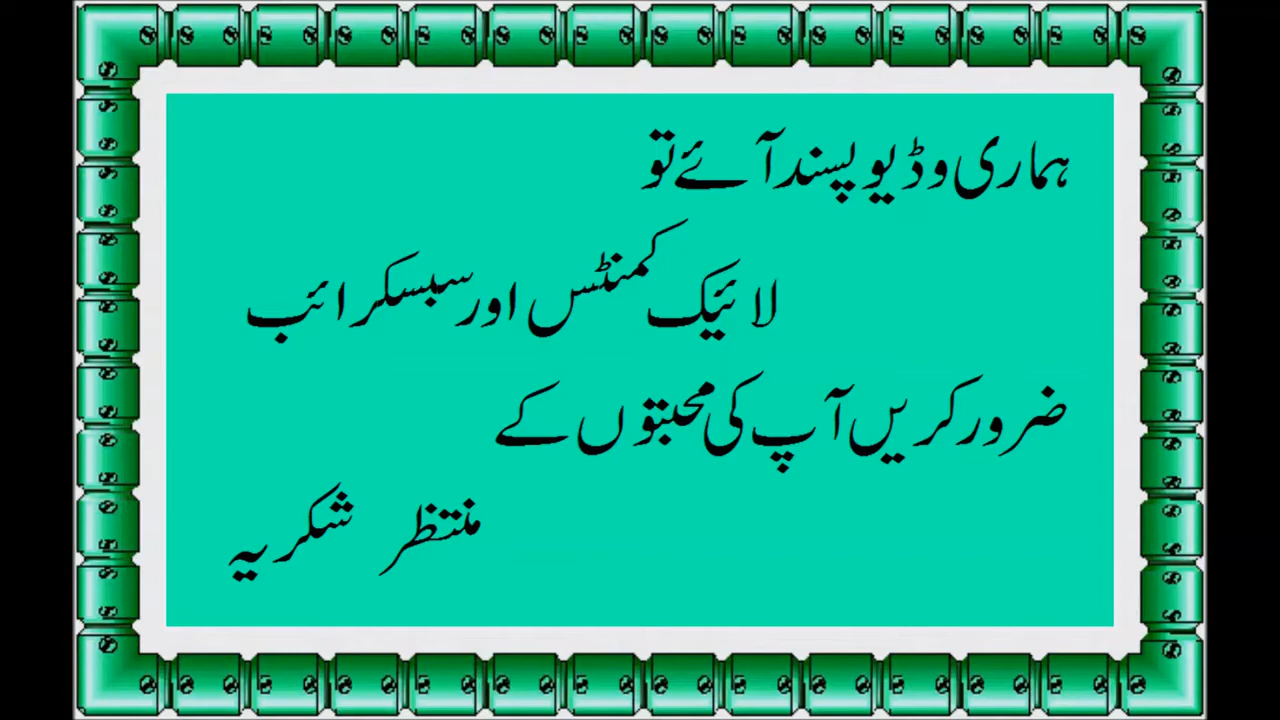 ہماری وڈیو پسند آئے تو
لائیک کمنٹس اور سبسکرائب
ضرور کریں آپ کی محبتوں کے
منتظر شکریہ